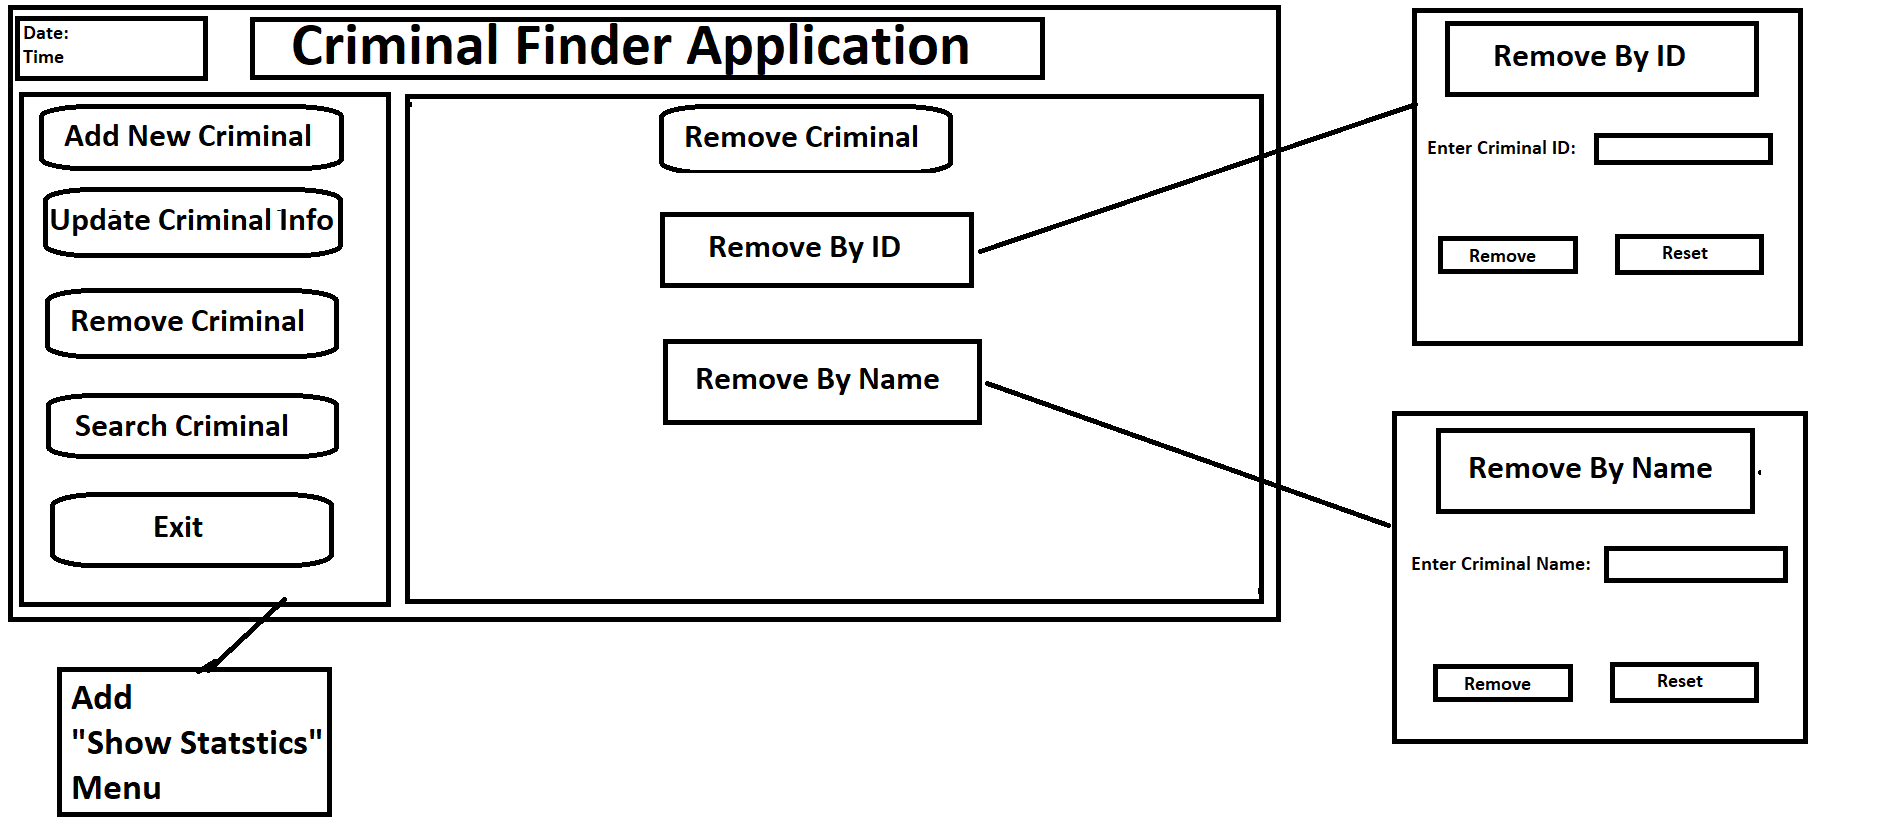 Date:
Time
Criminal Finder Application
Add New Criminal
Update Criminal Info
Remove Criminal
Search Criminal
Exit
Remove Criminal
Remove By ID
Remove By Name
Remove By ID
Enter Criminal ID:
Remove
Reset
Remove By Name
Enter Criminal Name:
Remove
Reset
Add
"Show Statstics"
Menu